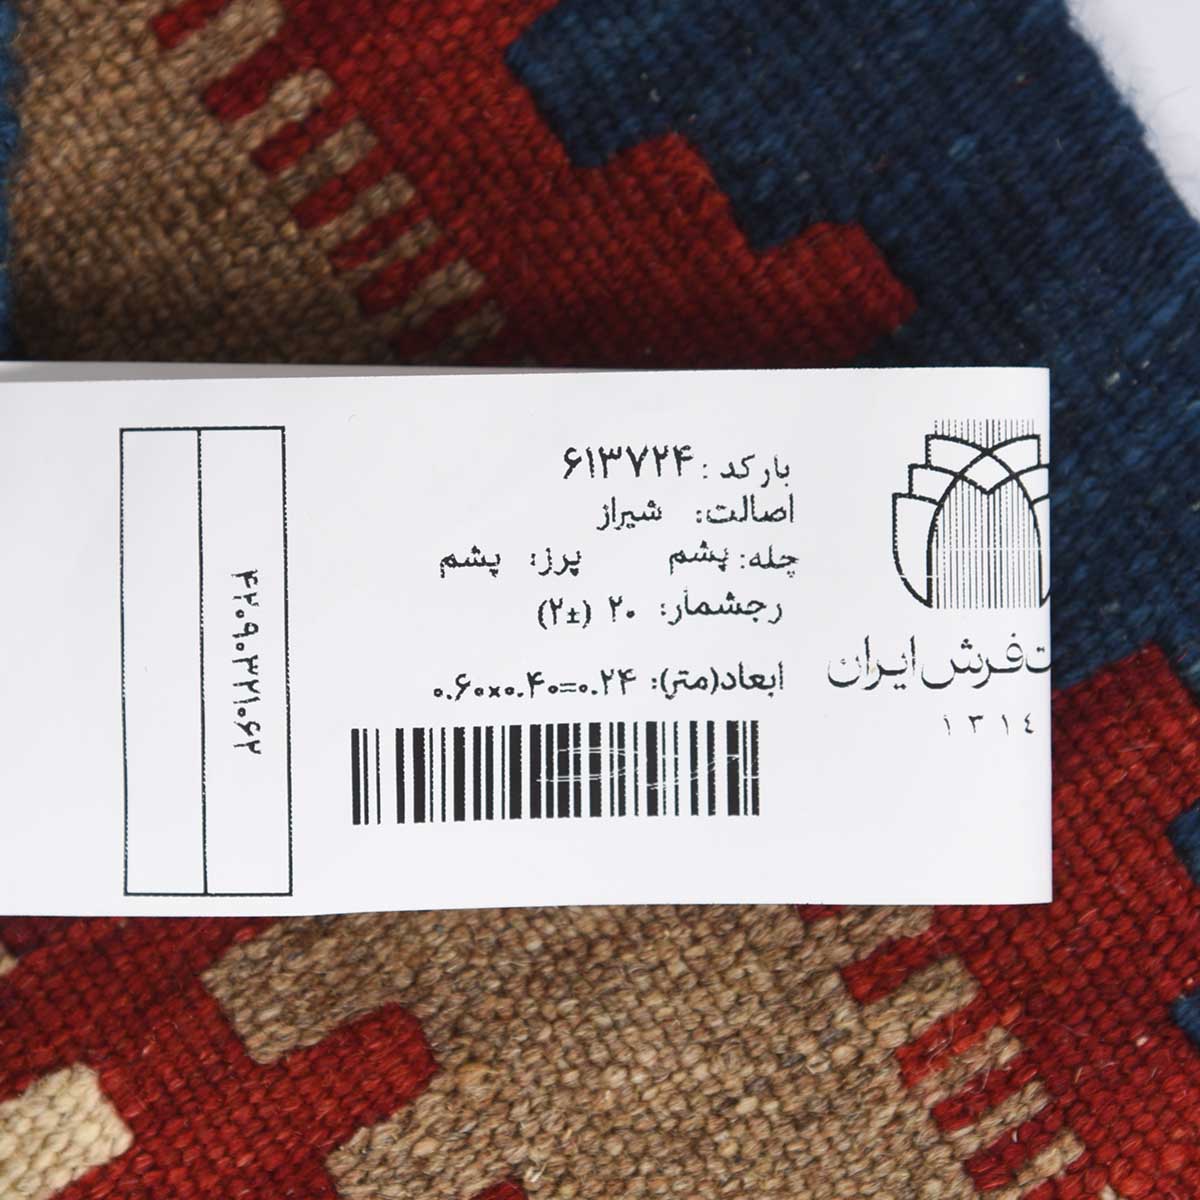 بارکد: ۶۱۳۷۲۴
اصالت: شیراز
چله: پشم پرز: پشم
رجشمار: ۲۰ (±۲)
ابعاد(متر): ۰.۶۰×۰.۴۰=۰.۲۴
ت فرش ایران
۱۳۱٤
۴۲۰۹۰۳۲۱۰۶۲